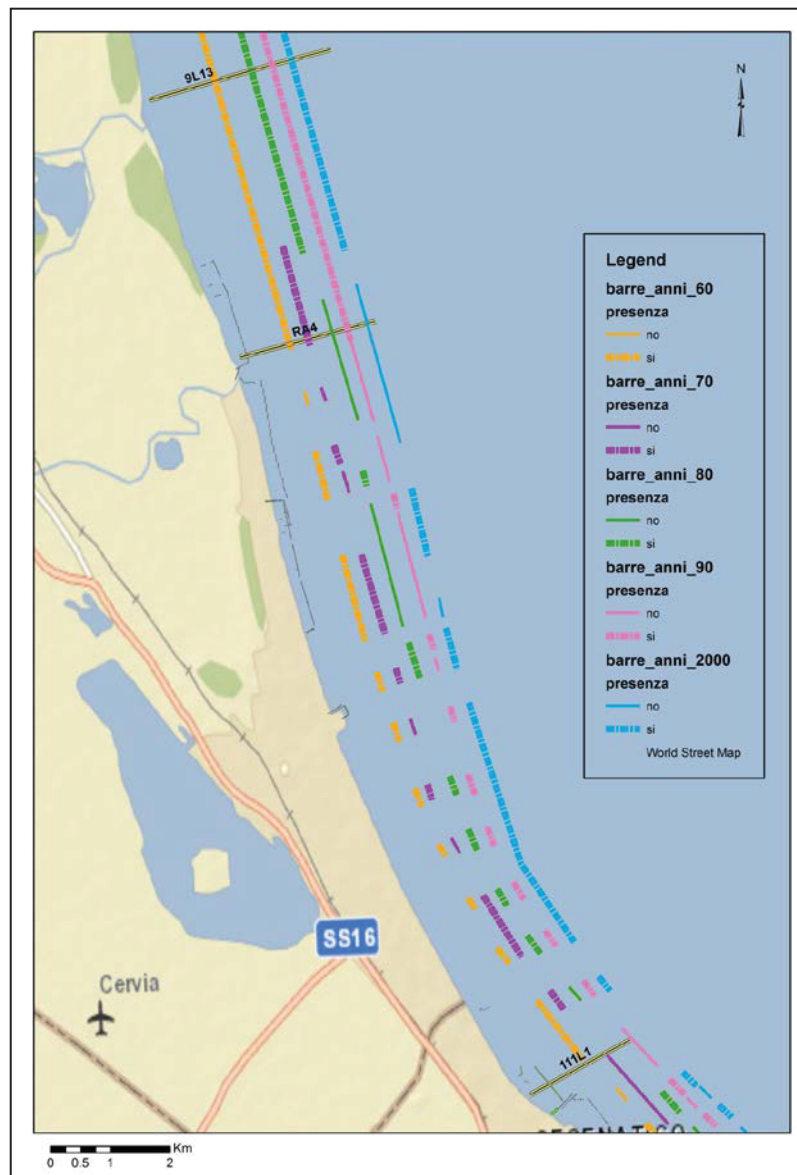 9L13
N
RA4
Legend
barre_anni_60
presenza
no
si
barre_anni_70
presenza
no
si
barre_anni_80
presenza
no
si
barre_anni_90
presenza
no
si
barre_anni_2000
presenza
no
si
World Street Map
SS16
Cervia
111L1
CESENATICO
Km
0 0.5 1 2